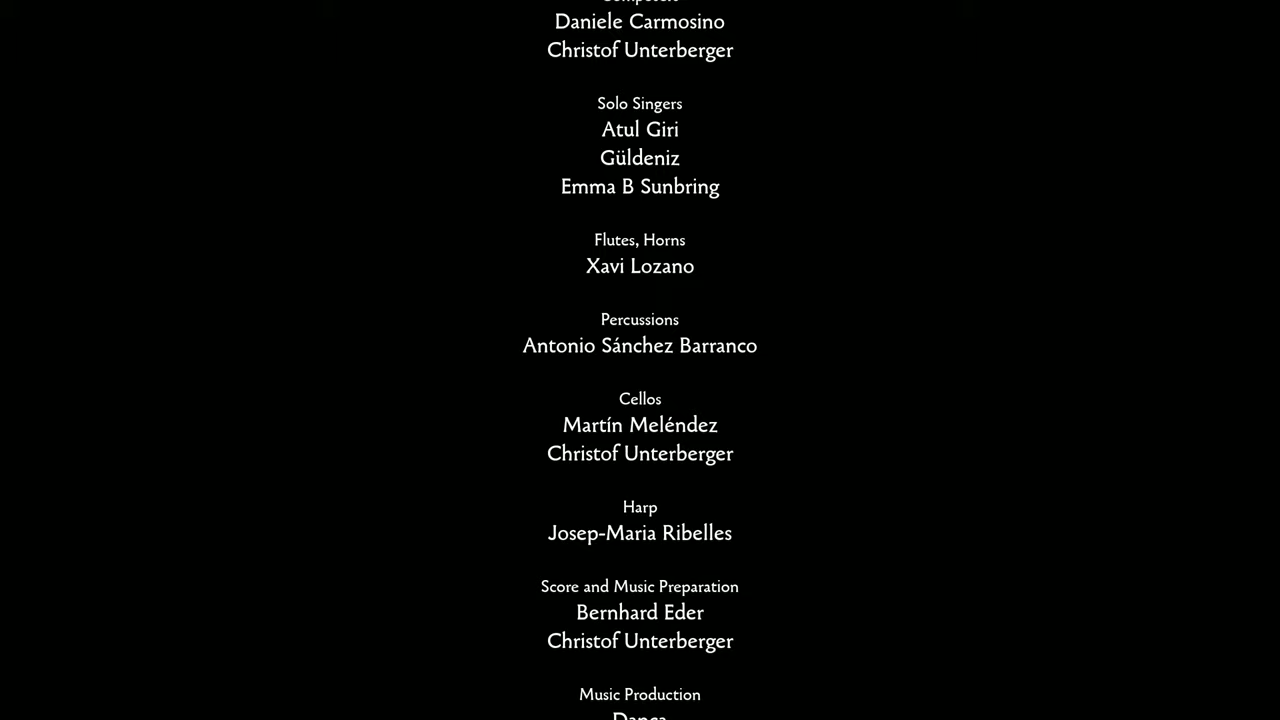 Composers
Daniele Carmosino
Christof Unterberger
Solo Singers
Atul Giri
Güldeniz
Emma B Sunbring
Flutes, Horns
Xavi Lozano
Percussions
Antonio Sánchez Barranco
Cellos
Martín Meléndez
Christof Unterberger
Harp
Josep-Maria Ribelles
Score and Music Preparation
Bernhard Eder
Christof Unterberger
Music Production